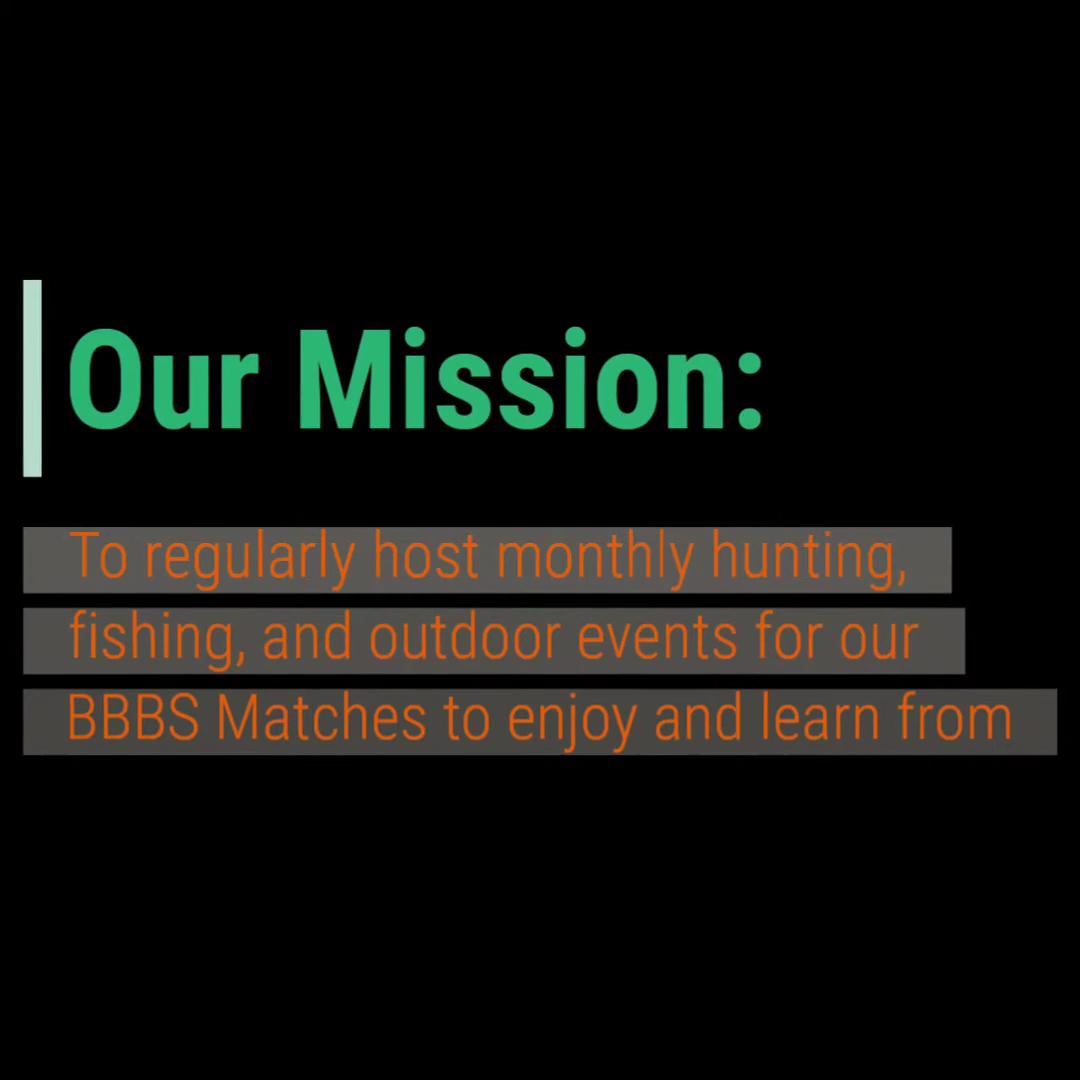 Our Mission:
To regularly host monthly hunting,
fishing, and outdoor events for our
BBBS Matches to enjoy and learn from